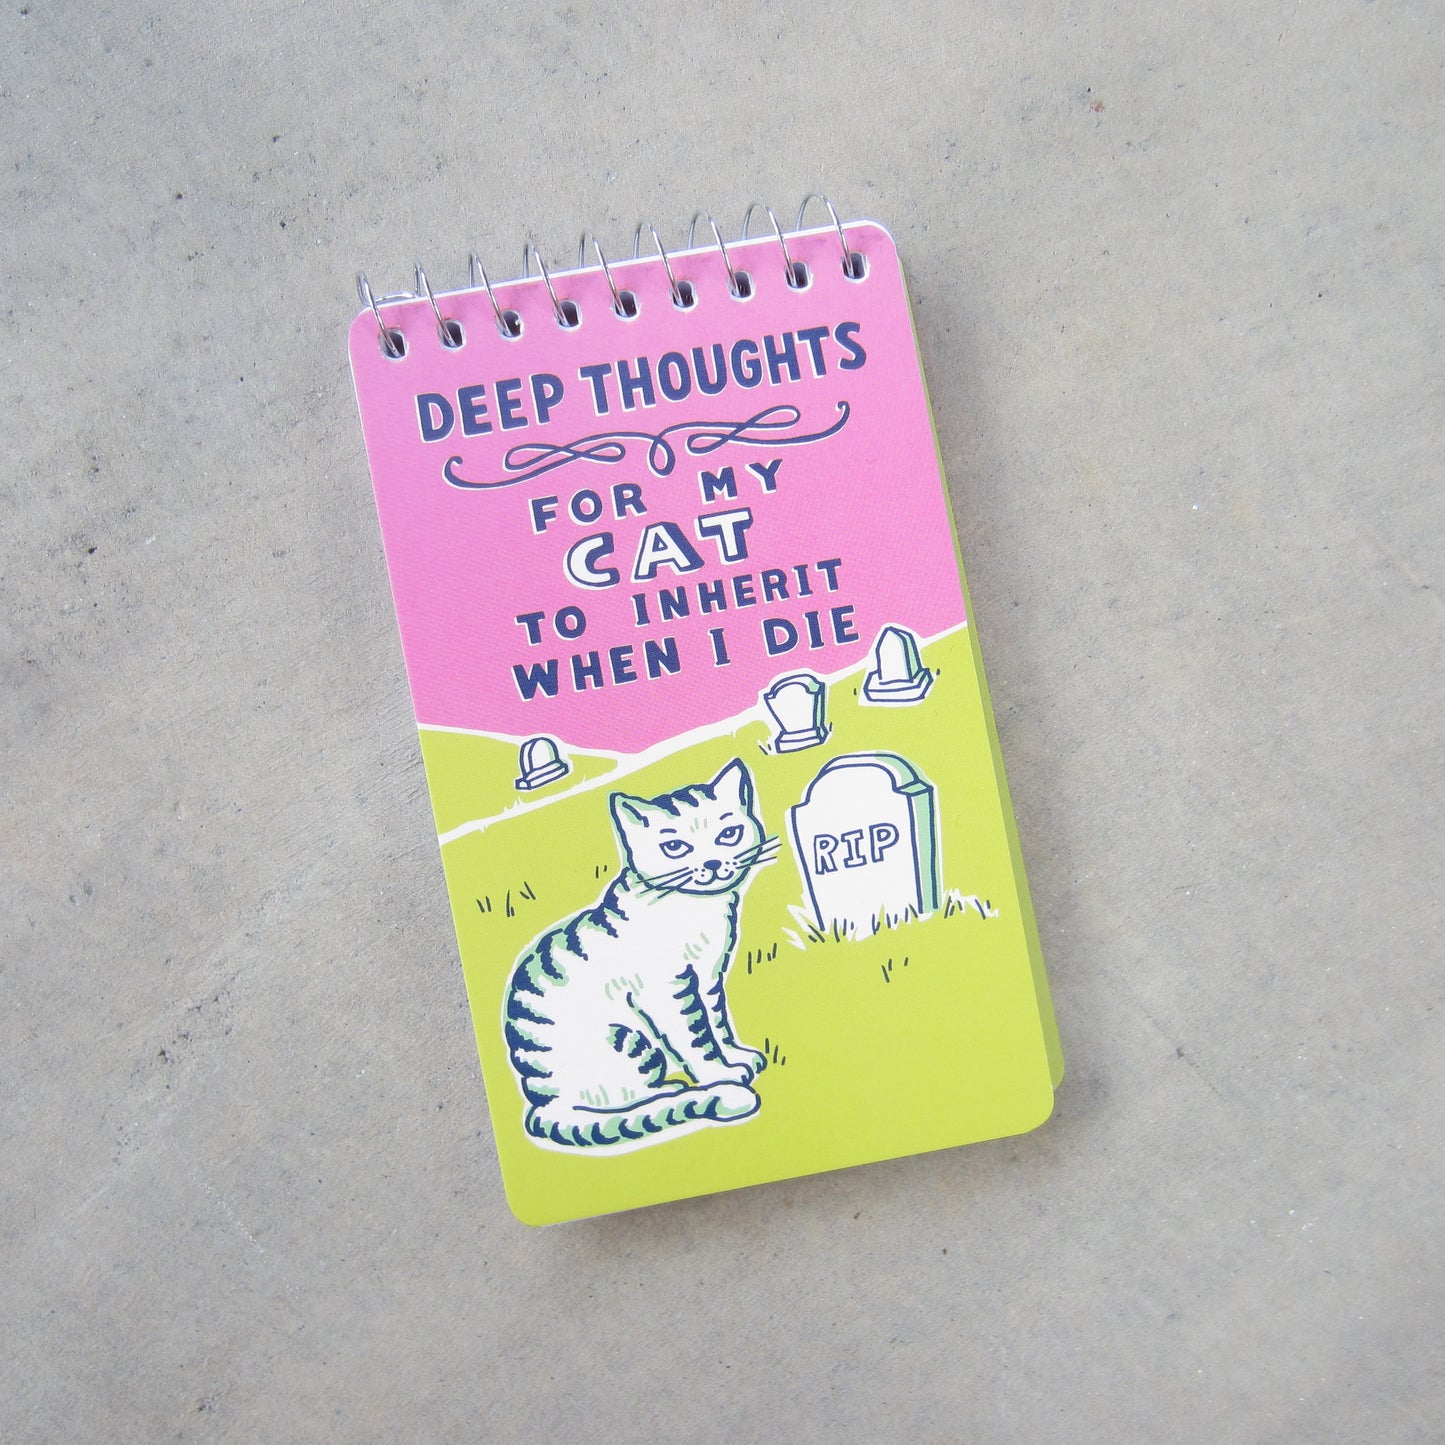 DEEP THOUGHTS
FOR MY
CAT
TO INHERIT
WHEN I DIE
RIP